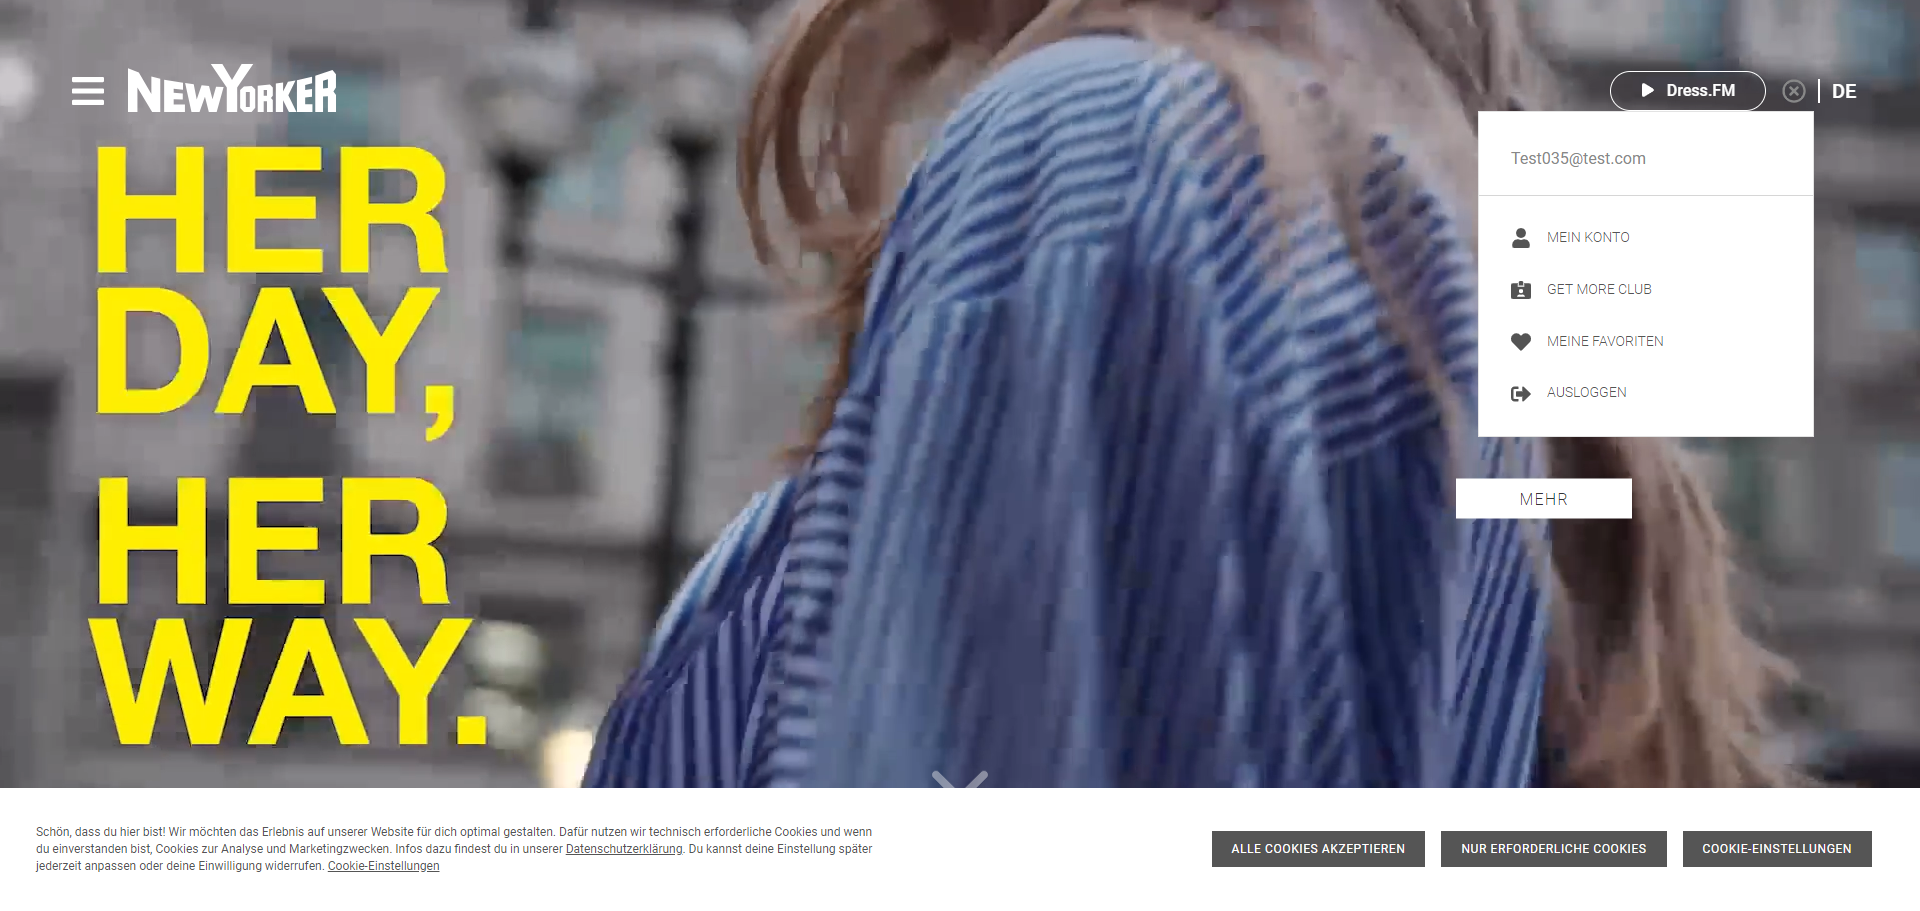 NEWYORKER
Dress.FM
DE
HER
DAY,
HER
WAY.
Test035@test.com
MEIN KONTO
GET MORE CLUB
MEINE FAVORITEN
AUSLOGGEN
MEHR
Schön, dass du hier bist! Wir möchten das Erlebnis auf unserer Website für dich optimal gestalten. Dafür nutzen wir technisch erforderliche Cookies und wenn
du einverstanden bist, Cookies zur Analyse und Marketingzwecken. Infos dazu findest du in unserer Datenschutzerklärung. Du kannst deine Einstellung später
jederzeit anpassen oder deine Einwilligung widerrufen. Cookie-Einstellungen
ALLE COOKIES AKZEPTIEREN
NUR ERFORDERLICHE COOKIES
COOKIE-EINSTELLUNGEN